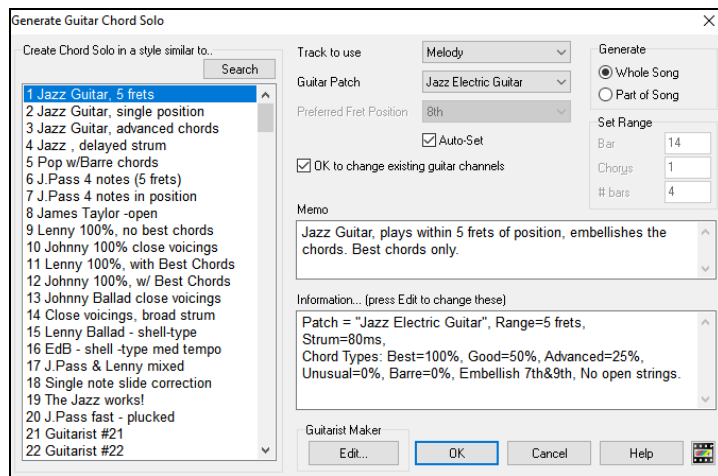 Generate Guitar Chord Solo
Create Chord Solo in a style similar to..
Search
1 Jazz Guitar, 5 frets
2 Jazz Guitar, single position
3 Jazz Guitar, advanced chords
4 Jazz , delayed strum
5 Pop w/Barre chords
6 J.Pass 4 notes (5 frets)
7 J.Pass 4 notes in position
8 James Taylor -open
9 Lenny 100%, no best chords
10 Johnny 100% close voicings
11 Lenny 100%, with Best Chords
12 Johnny 100%, w/ Best Chords
13 Johnny Ballad close voicings
14 Close voicings, broad strum
15 Lenny Ballad - shell-type
16 EdB - shell -type med tempo
17 J.Pass & Lenny mixed
18 Single note slide correction
19 The Jazz works!
20 J.Pass fast - plucked
21 Guitarist #21
22 Guitarist #22
Track to use
Melody
Guitar Patch
Jazz Electric Guitar
Preferred Fret Position
8th
Auto-Set
OK to change existing guitar channels
Generate
Whole Song
Part of Song
Set Range
Bar
14
Chorus
1
# bars
4
Memo
Jazz Guitar, plays within 5 frets of position, embellishes the
chords. Best chords only.
Information... (press Edit to change these)
Patch = "Jazz Electric Guitar", Range=5 frets,
Strum=80ms,
Chord Types: Best=100%, Good=50%, Advanced=25%,
Unusual=0%, Barre=0%, Embellish 7th&9th, No open strings.
Guitarist Maker
Edit...
OK
Cancel
Help